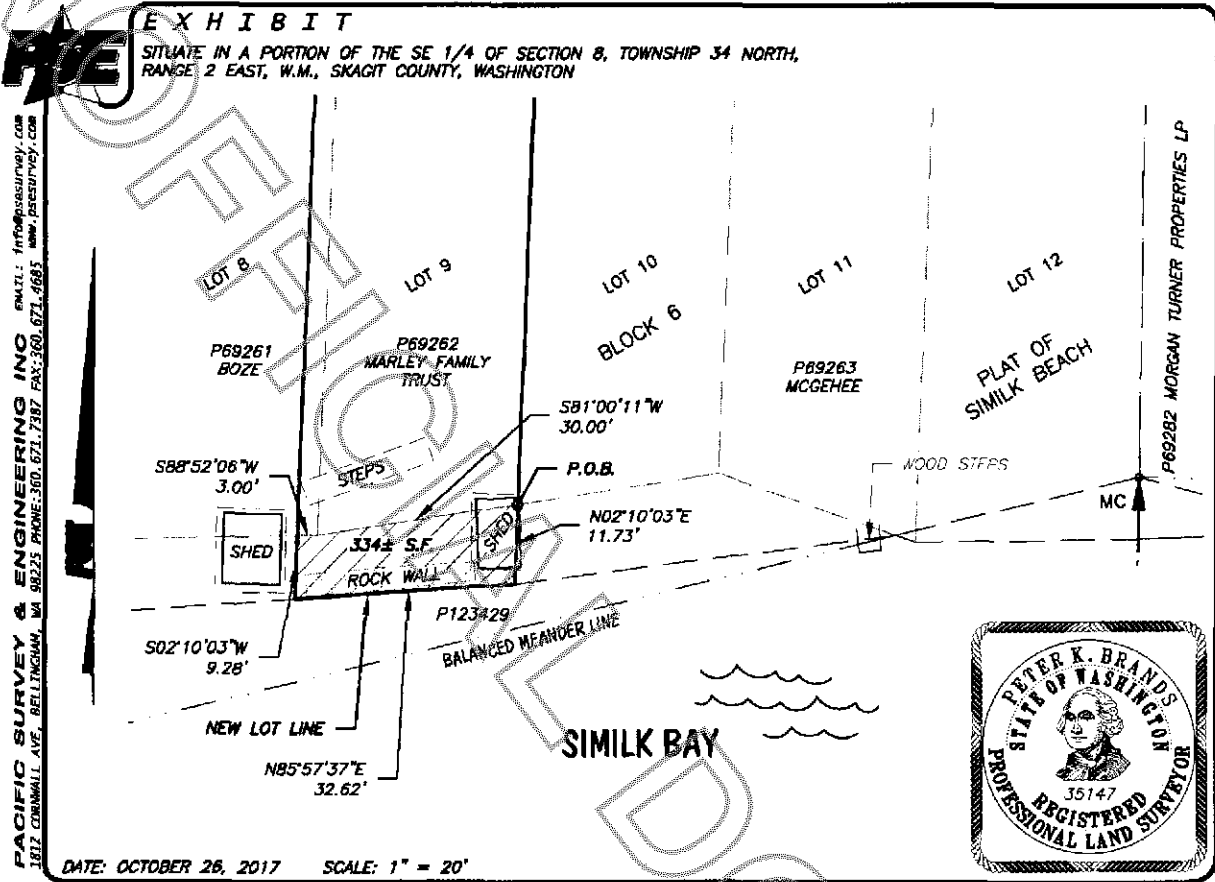 EXHIBIT
SITUATE IN A PORTION OF THE SE 1/4 OF SECTION 8, TOWNSHIP 34 NORTH,
RANGE 2 EAST, W.M., SKAGIT COUNTY, WASHINGTON
PSE
PACIFIC SURVEY & ENGINEERING INC
EMAIL: info@psesurvey.com
www.psesurvey.com
1812 CORNWALL AVE, BELLINGHAM, WA 98225 PHONE:360.671.7387 FAX:360.671.4685
LOT 8
LOT 9
LOT 10
LOT 11
LOT 12
BLOCK 6
PLAT OF
SIMILK BEACH
P69282 MORGAN TURNER PROPERTIES LP
P69261
BOZE
P69262
MARLEY FAMILY
TRUST
P69263
MCGEHEE
S81°00'11"W
30.00'
S88°52'06"W
3.00'
STEPS
P.O.B.
WOOD STEPS
MC
N02°10'03"E
11.73'
SHED
334± S.F.
SHED
ROCK WALL
P123429
S02°10'03"W
9.28'
BALANCED MEANDER LINE
NEW LOT LINE
N85°57'37"E
32.62'
SIMILK BAY
PETER K. BRANDS
STATE OF WASHINGTON
35147
REGISTERED
PROFESSIONAL LAND SURVEYOR
DATE: OCTOBER 26, 2017 SCALE: 1" = 20'